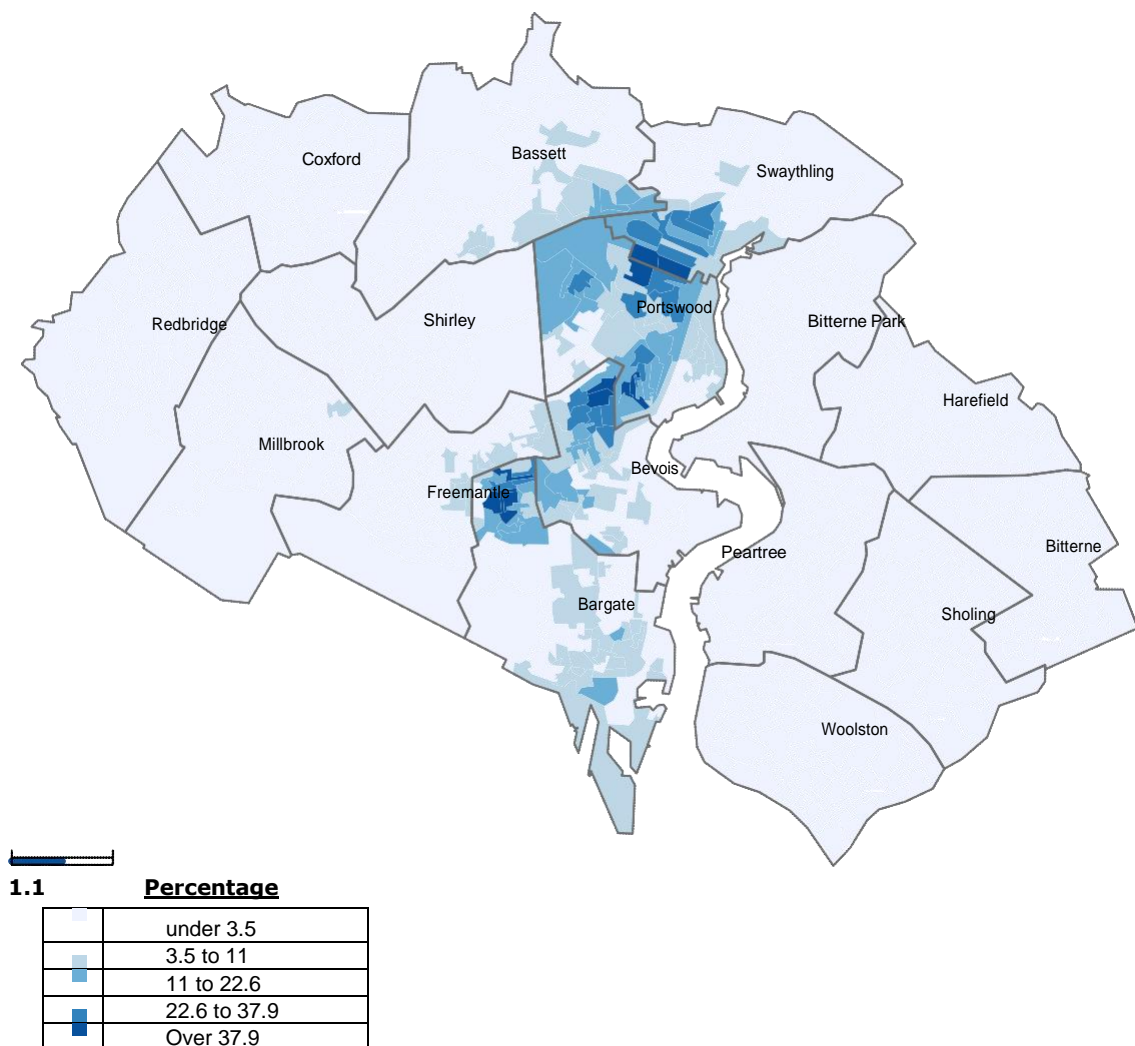 Coxford
Bassett
Swaythling
Redbridge
Shirley
Portswood
Bitterne Park
Harefield
Millbrook
Bevois
Freemantle
Peartree
Bitterne
Bargate
Sholing
Woolston
1.1 Percentage
under 3.5
3.5 to 11
11 to 22.6
22.6 to 37.9
Over 37.9